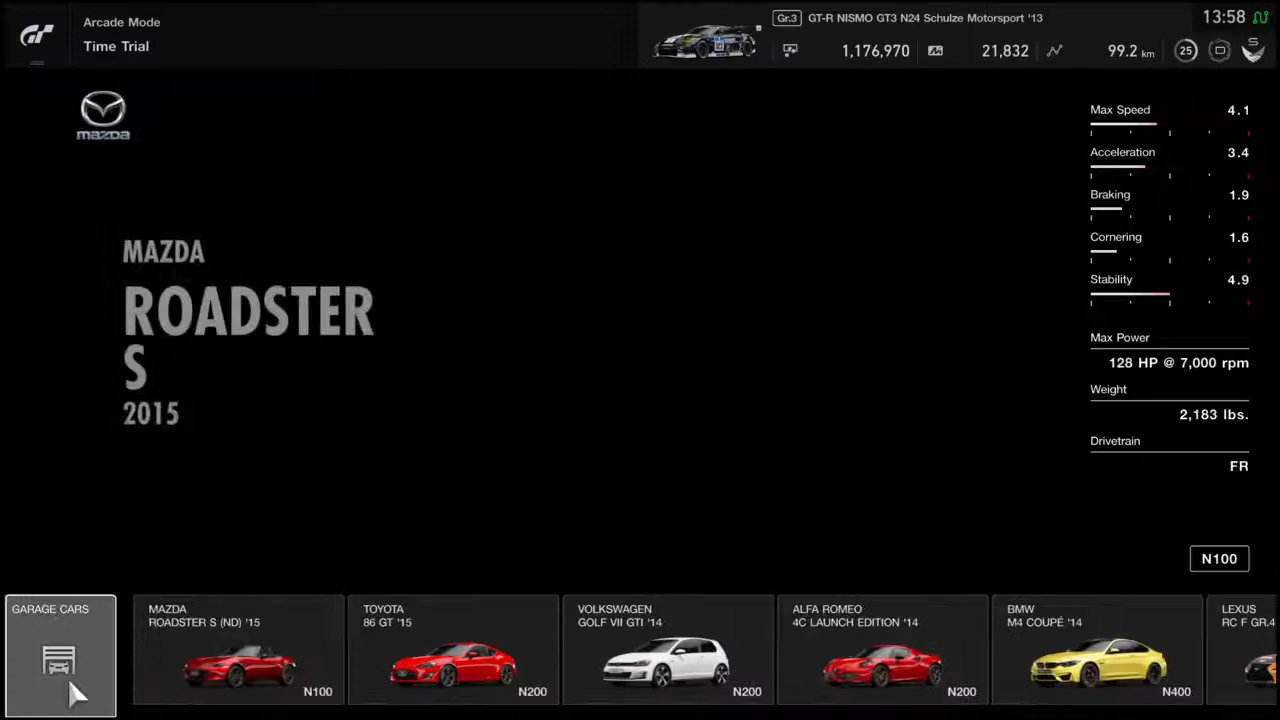 Arcade Mode
Time Trial
Gr.3 GT-R NISMO GT3 N24 Schulze Motorsport '13
13:58
1,176,970
21,832
99.2 km
25
S
mazda
MAZDA
ROADSTER
S
2015
Max Speed 4.1
Acceleration 3.4
Braking 1.9
Cornering 1.6
Stability 4.9
Max Power
128 HP @ 7,000 rpm
Weight
2,183 lbs.
Drivetrain
FR
N100
GARAGE CARS
MAZDA
ROADSTER S (ND) '15
N100
TOYOTA
86 GT '15
N200
VOLKSWAGEN
GOLF VII GTI '14
N200
ALFA ROMEO
4C LAUNCH EDITION '14
N200
BMW
M4 COUPÉ '14
N400
LEXUS
RC F GR.4